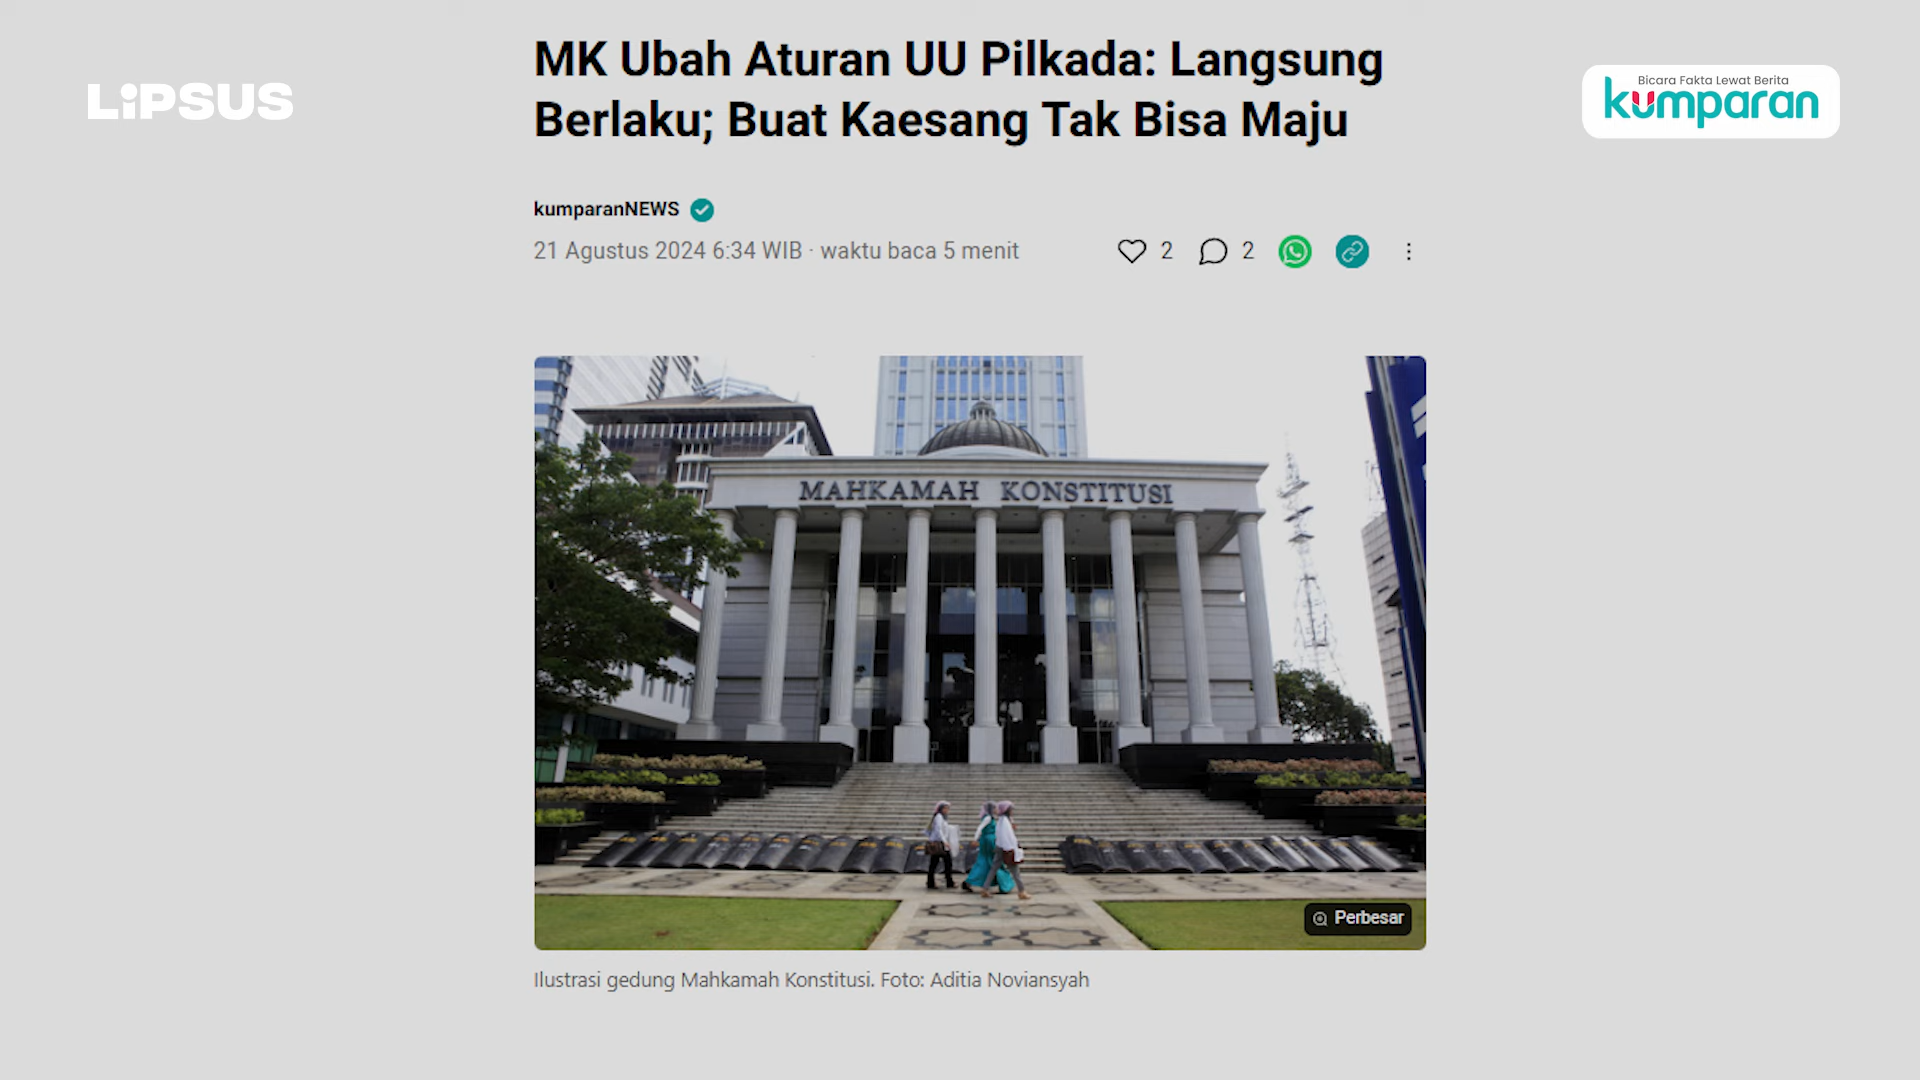 LiPSUS
MK Ubah Aturan UU Pilkada: Langsung
Berlaku; Buat Kaesang Tak Bisa Maju
Bicara Fakta Lewat Berita
kumparan
kumparanNEWS
21 Agustus 2024 6:34 WIB · waktu baca 5 menit
2
2
MAHKAMAH KONSTITUSI
Perbesar
Ilustrasi gedung Mahkamah Konstitusi. Foto: Aditia Noviansyah